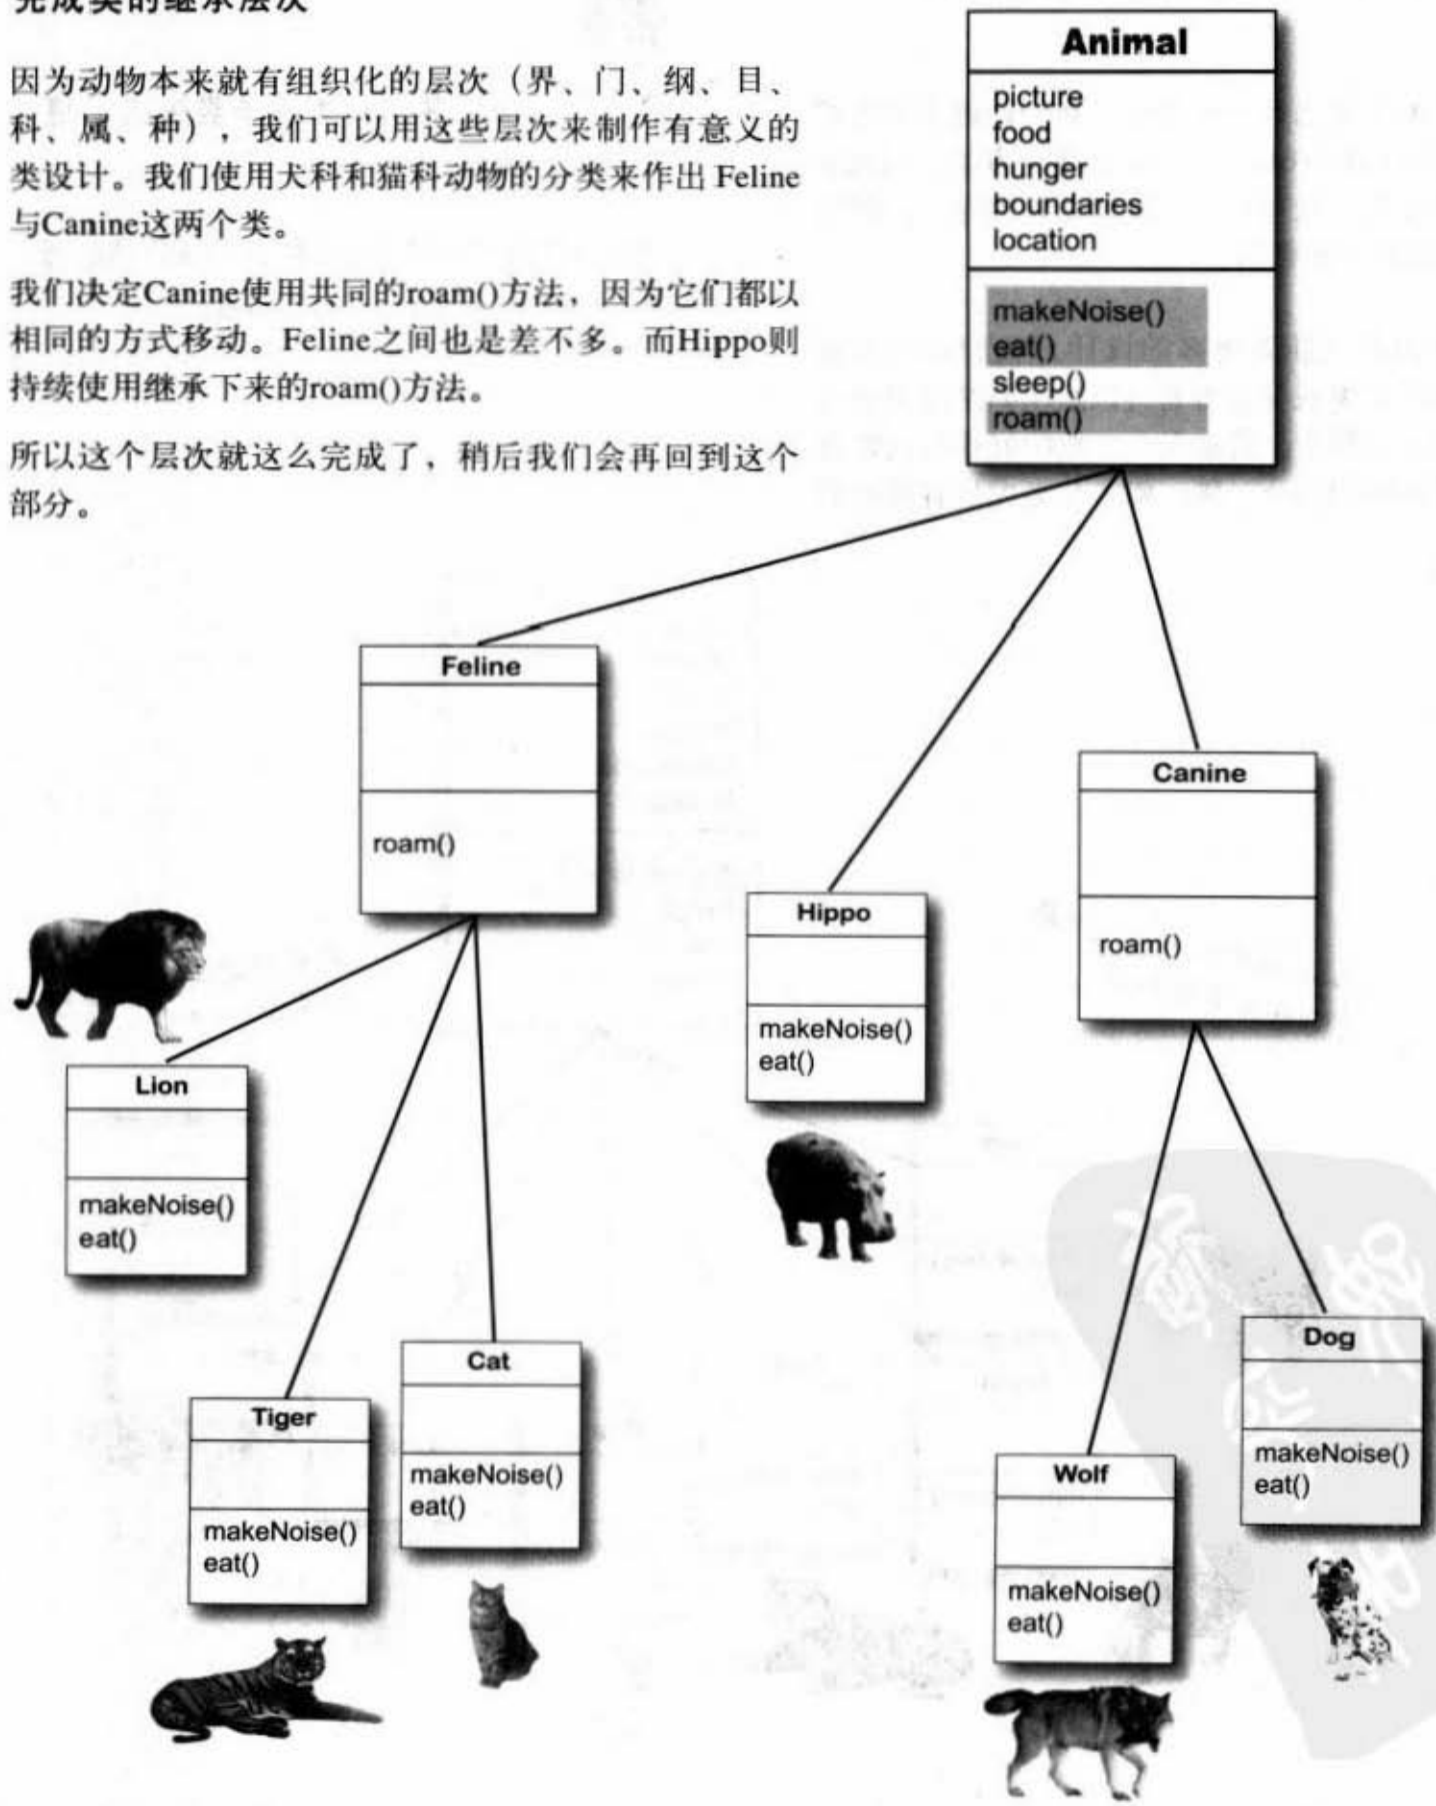 完成类的继承层次
因为动物本来就有组织化的层次（界、门、纲、目、
科、属、种），我们可以用这些层次来制作有意义的
类设计。我们使用犬科和猫科动物的分类来作出 Feline
与Canine这两个类。
我们决定Canine使用共同的roam()方法，因为它们都以
相同的方式移动。Feline之间也是差不多。而Hippo则
持续使用继承下来的roam()方法。
所以这个层次就这么完成了，稍后我们会再回到这个
部分。
Animal
picture
food
hunger
boundaries
location
makeNoise()
eat()
sleep()
roam()
Feline
roam()
Canine
roam()
Hippo
makeNoise()
eat()
Lion
makeNoise()
eat()
Tiger
makeNoise()
eat()
Cat
makeNoise()
eat()
Wolf
makeNoise()
eat()
Dog
makeNoise()
eat()